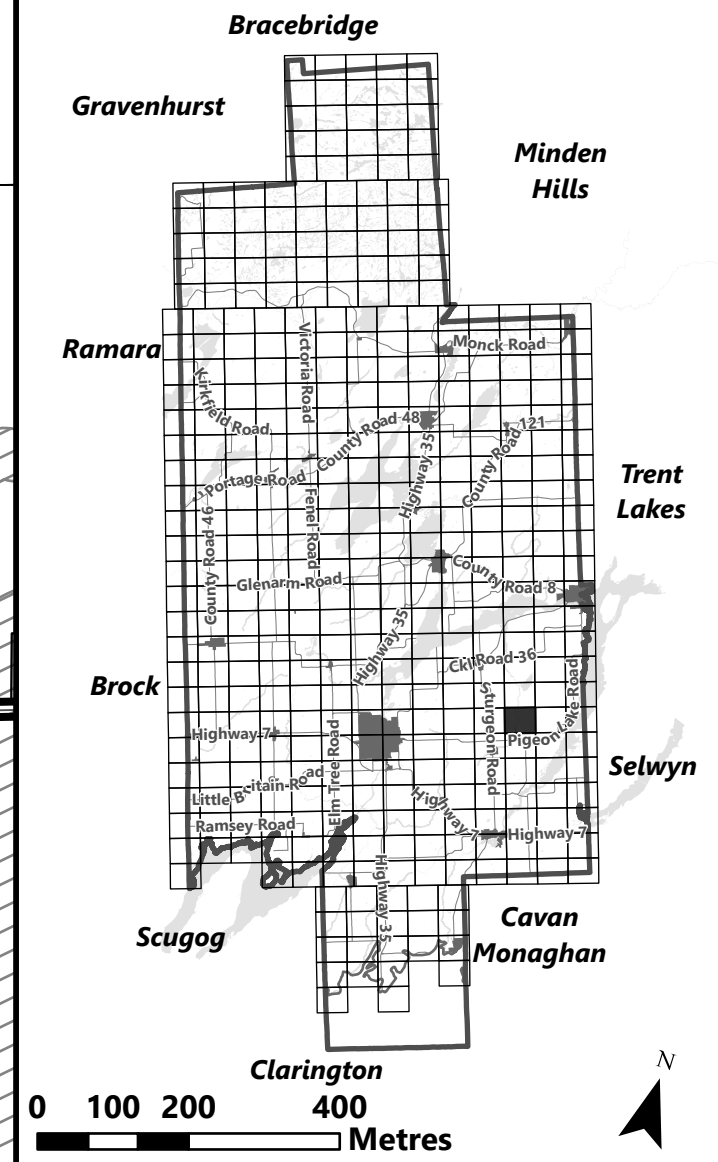 Bracebridge
Gravenhurst
Minden
Hills
Ramara
Monck Road
Victoria Road
Kirkfield Road
County Road 48
121
County Road
Highway 35
Portage Road
Trent
Lakes
Fenel Road
County Road 46
Glenarm Road
County Road 8
Highway 35
Ckl Road 36
Brock
Sturgeon Road
Pigeon Lake Road
Highway 7
Elm Tree Road
Selwyn
Little Britain Road
Highway 7
Ramsey Road
Highway 7
Highway 35
Scugog
Cavan
Monaghan
Clarington
N
0 100 200 400
Metres